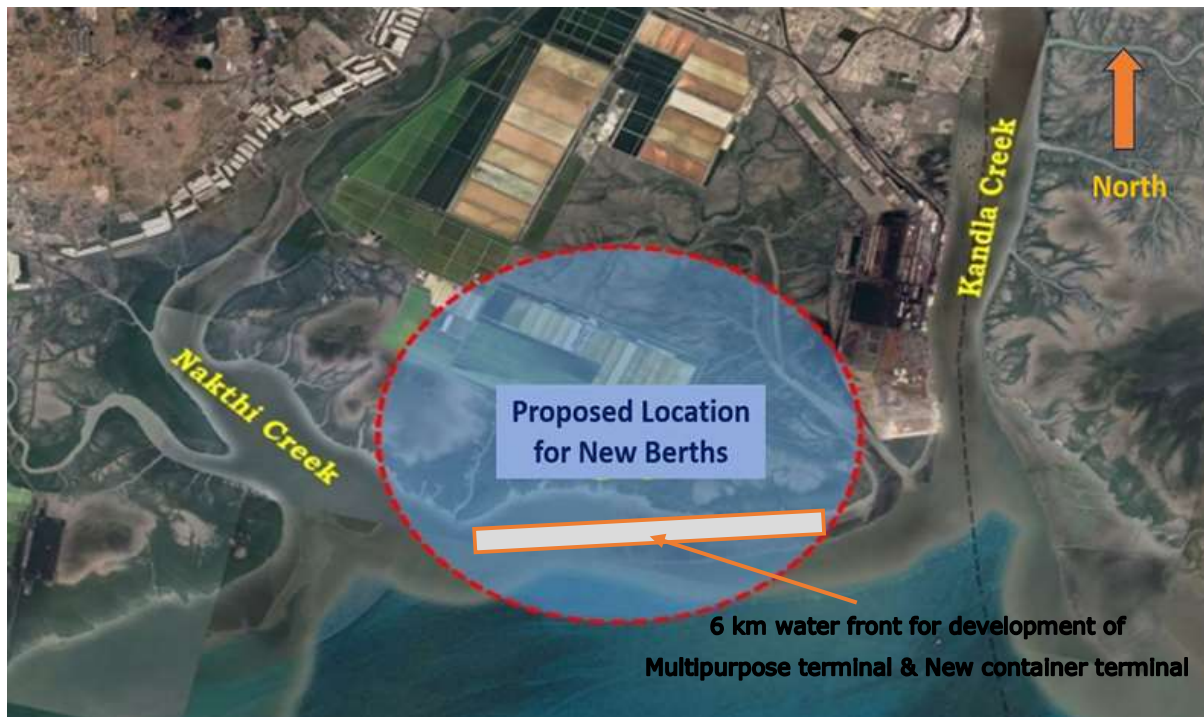 North
Kandla Creek
Nakthi Creek
Proposed Location
for New Berths
6 km water front for development of
Multipurpose terminal & New container terminal